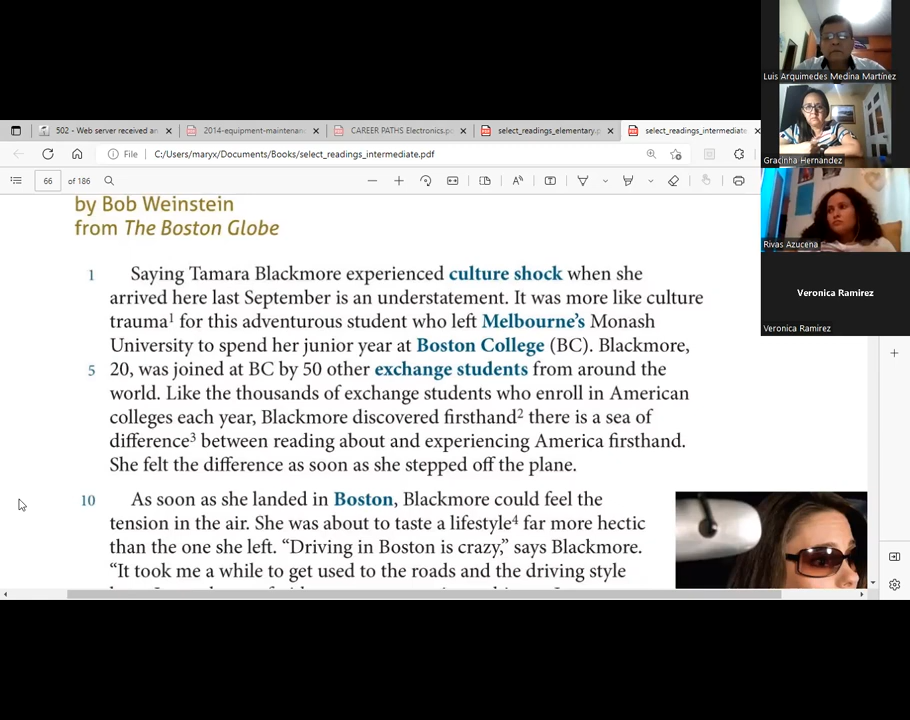 502 - Web server received an
2014-equipment-maintenanc
CAREER PATHS Electronics.pc
select_readings_elementary.p
select_readings_intermediate
File
C:/Users/maryx/Documents/Books/select_readings_intermediate.pdf
66 of 186
by Bob Weinstein
from The Boston Globe
1 Saying Tamara Blackmore experienced culture shock when she
arrived here last September is an understatement. It was more like culture
trauma1 for this adventurous student who left Melbourne's Monash
University to spend her junior year at Boston College (BC). Blackmore,
5 20, was joined at BC by 50 other exchange students from around the
world. Like the thousands of exchange students who enroll in American
colleges each year, Blackmore discovered firsthand2 there is a sea of
difference3 between reading about and experiencing America firsthand.
She felt the difference as soon as she stepped off the plane.
10 As soon as she landed in Boston, Blackmore could feel the
tension in the air. She was about to taste a lifestyle4 far more hectic
than the one she left. "Driving in Boston is crazy," says Blackmore.
"It took me a while to get used to the roads and the driving style
Luis Arquimedes Medina Martínez
Gracinha Hernandez
Rivas Azucena
Veronica Ramirez
Veronica Ramirez